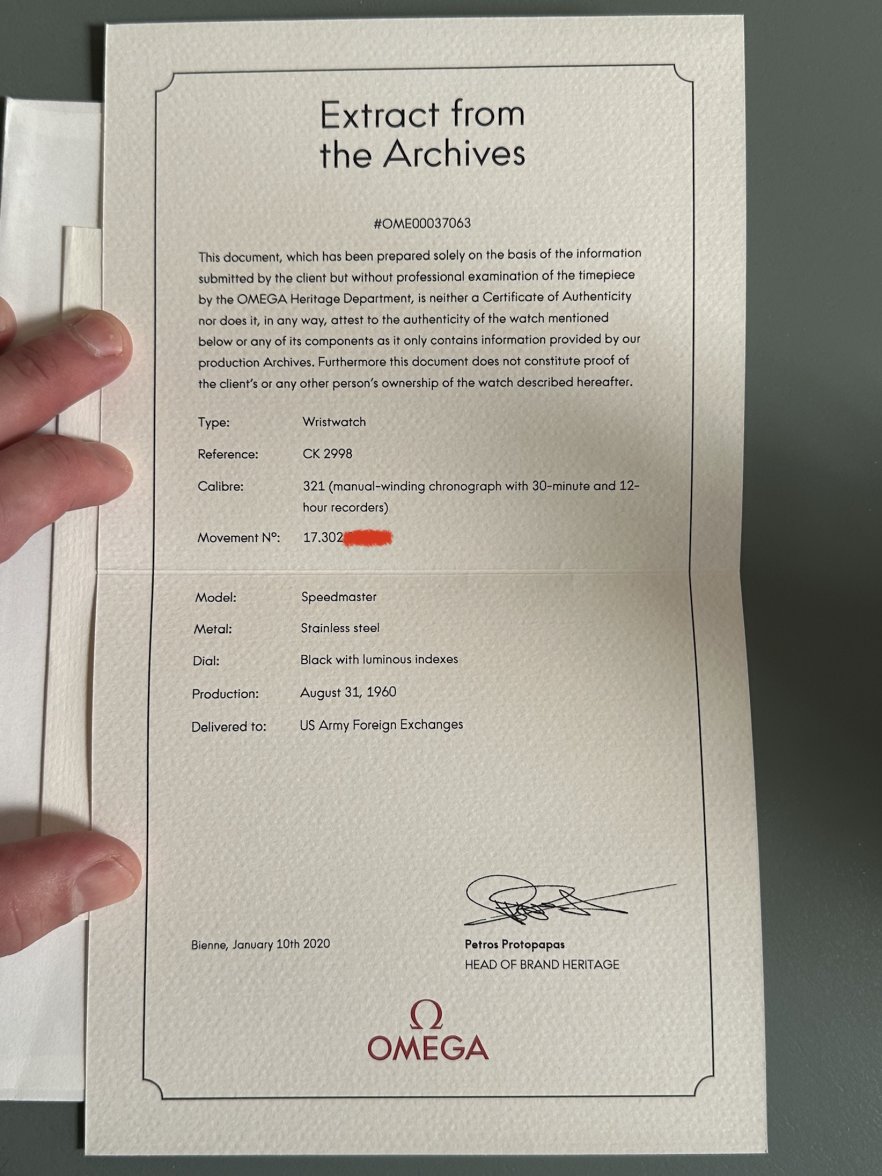 Extract from
the Archives
#OME00037063
This document, which has been prepared solely on the basis of the information
submitted by the client but without professional examination of the timepiece
by the OMEGA Heritage Department, is neither a Certificate of Authenticity
nor does it, in any way, attest to the authenticity of the watch mentioned
below or any of its components as it only contains information provided by our
production Archives. Furthermore this document does not constitute proof of
the client's or any other person's ownership of the watch described hereafter.
Type: Wristwatch
Reference: CK 2998
Calibre: 321 (manual-winding chronograph with 30-minute and 12-
hour recorders)
Movement Nº: 17.302
Model: Speedmaster
Metal: Stainless steel
Dial: Black with luminous indexes
Production: August 31, 1960
Delivered to: US Army Foreign Exchanges
Bienne, January 10th 2020
Petros Protopapas
HEAD OF BRAND HERITAGE
Ω
OMEGA